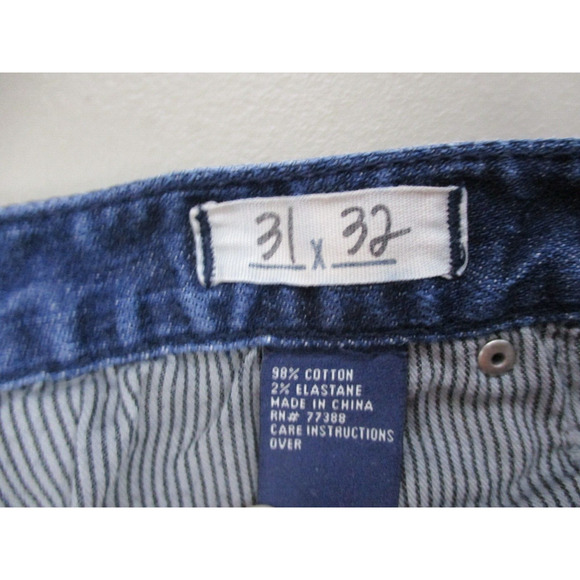 31 x 32
98% COTTON
2% ELASTANE
MADE IN CHINA
RN# 77388
CARE INSTRUCTIONS
OVER